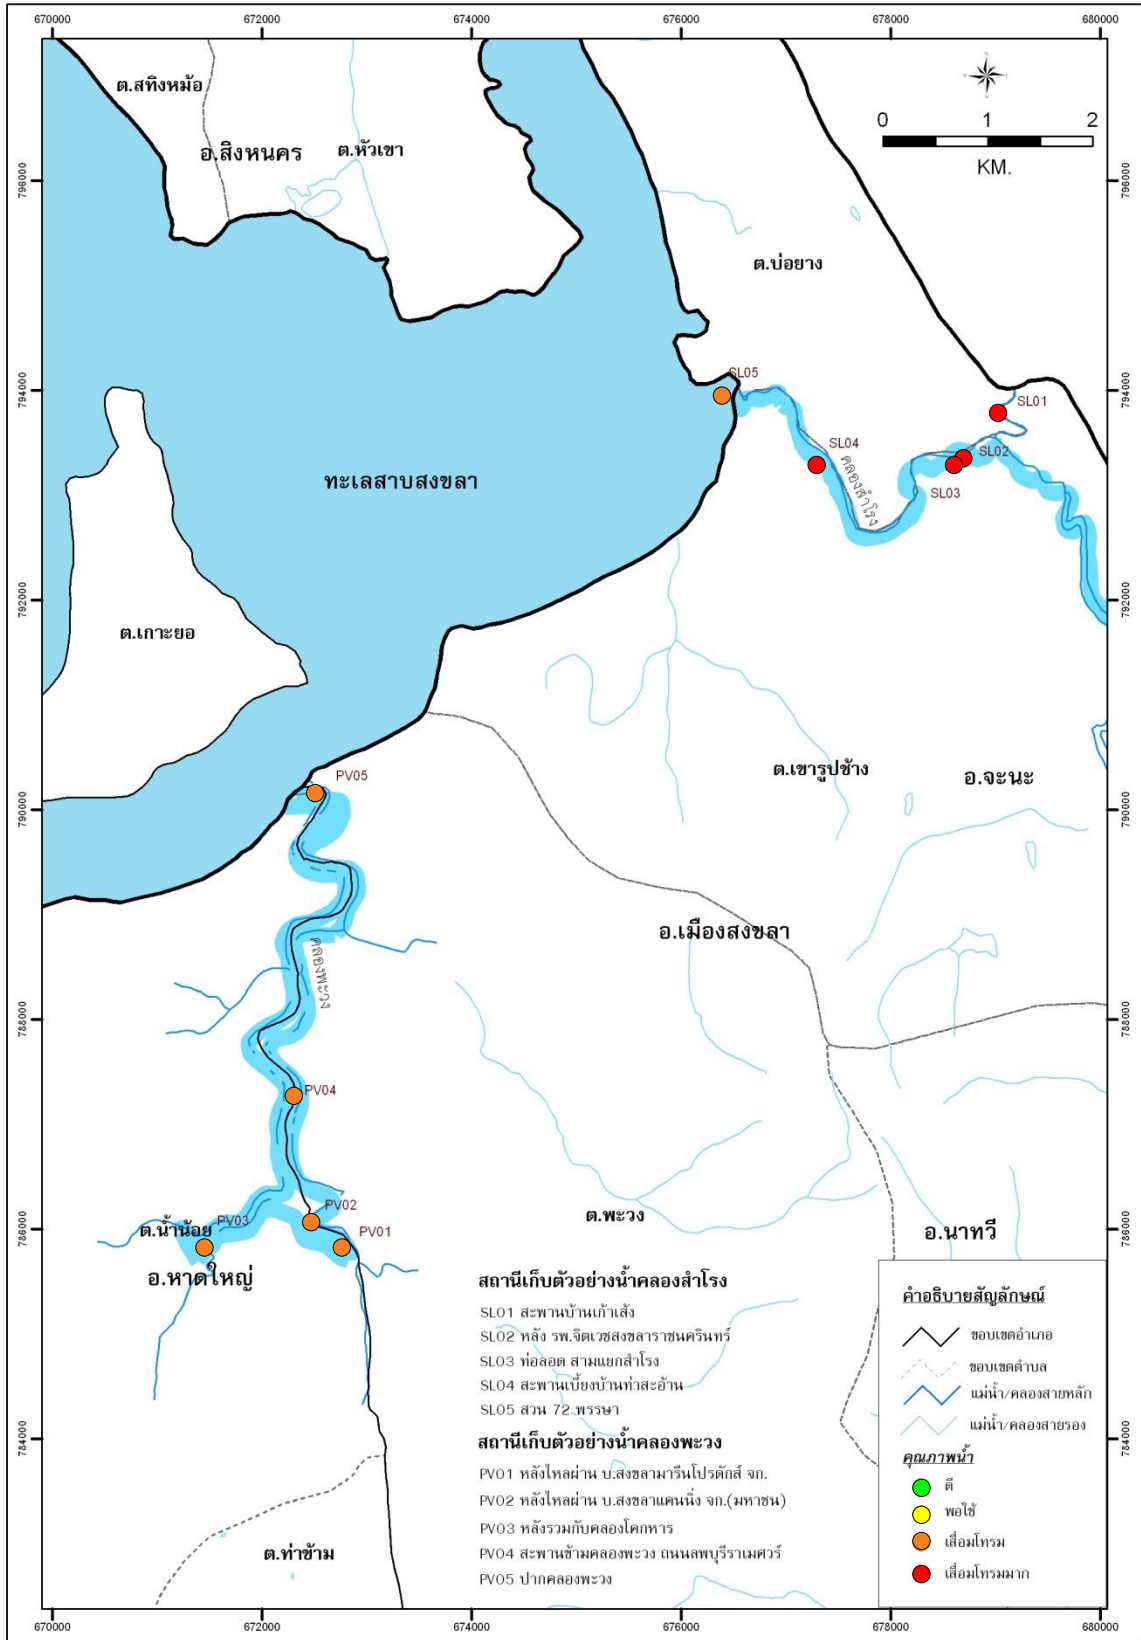 670000 672000 674000 676000 678000 680000
ต.สทิงหม้อ
อ.สิงหนคร
ต.หัวเขา
0 1 2
KM.
796000 796000
ต.บ่อยาง
794000 794000
SL05
SL01
SL04
SL02
SL03
คลองสำโรง
ทะเลสาบสงขลา
792000 792000
ต.เกาะยอ
ต.เขารูปช้าง
อ.จะนะ
PV05
790000 790000
อ.เมืองสงขลา
คลองพะวง
788000 788000
PV04
PV02
PV03
PV01
ต.น้ำน้อย
ต.พะวง
786000 786000
อ.นาทวี
อ.หาดใหญ่
สถานีเก็บตัวอย่างน้ำคลองสำโรง
SL01 สะพานบ้านเก้าเส้ง
SL02 หลัง รพ.จิตเวชสงขลาราชนครินทร์
SL03 ท่อลอด สามแยกสำโรง
SL04 สะพานเบี่ยงบ้านท่าสะอ้าน
SL05 สวน 72 พรรษา
สถานีเก็บตัวอย่างน้ำคลองพะวง
PV01 หลังไหลผ่าน บ.สงขลามารีนโปรดักส์ จก.
PV02 หลังไหลผ่าน บ.สงขลาแคนนิ่ง จก.(มหาชน)
PV03 หลังรวมกับคลองโคกหาร
PV04 สะพานข้ามคลองพะวง ถนนลพบุรีราเมศวร์
PV05 ปากคลองพะวง
คำอธิบายสัญลักษณ์
ขอบเขตอำเภอ
ขอบเขตตำบล
แม่น้ำ/คลองสายหลัก
แม่น้ำ/คลองสายรอง
คุณภาพน้ำ
ดี
พอใช้
เสื่อมโทรม
เสื่อมโทรมมาก
784000 784000
ต.ท่าข้าม
670000 672000 674000 676000 678000 680000